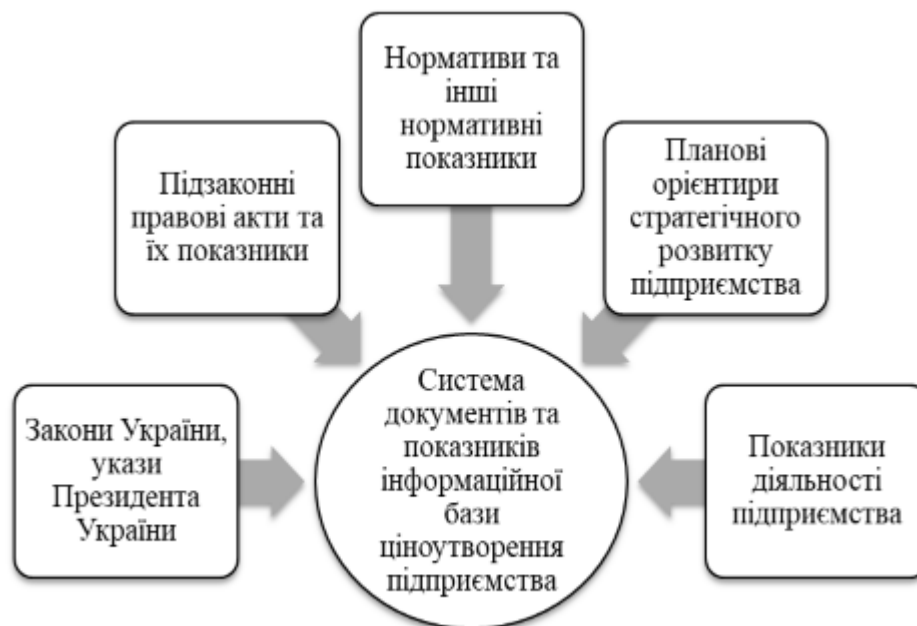 Нормативи та
інші
нормативні
показники
Підзаконні
правові акти та
їх показники
Планові
орієнтири
стратегічного
розвитку
підприємства
Закони України,
укази
Президента
України
Система
документів та
показників
інформаційної
бази
ціноутворення
підприємства
Показники
діяльності
підприємства